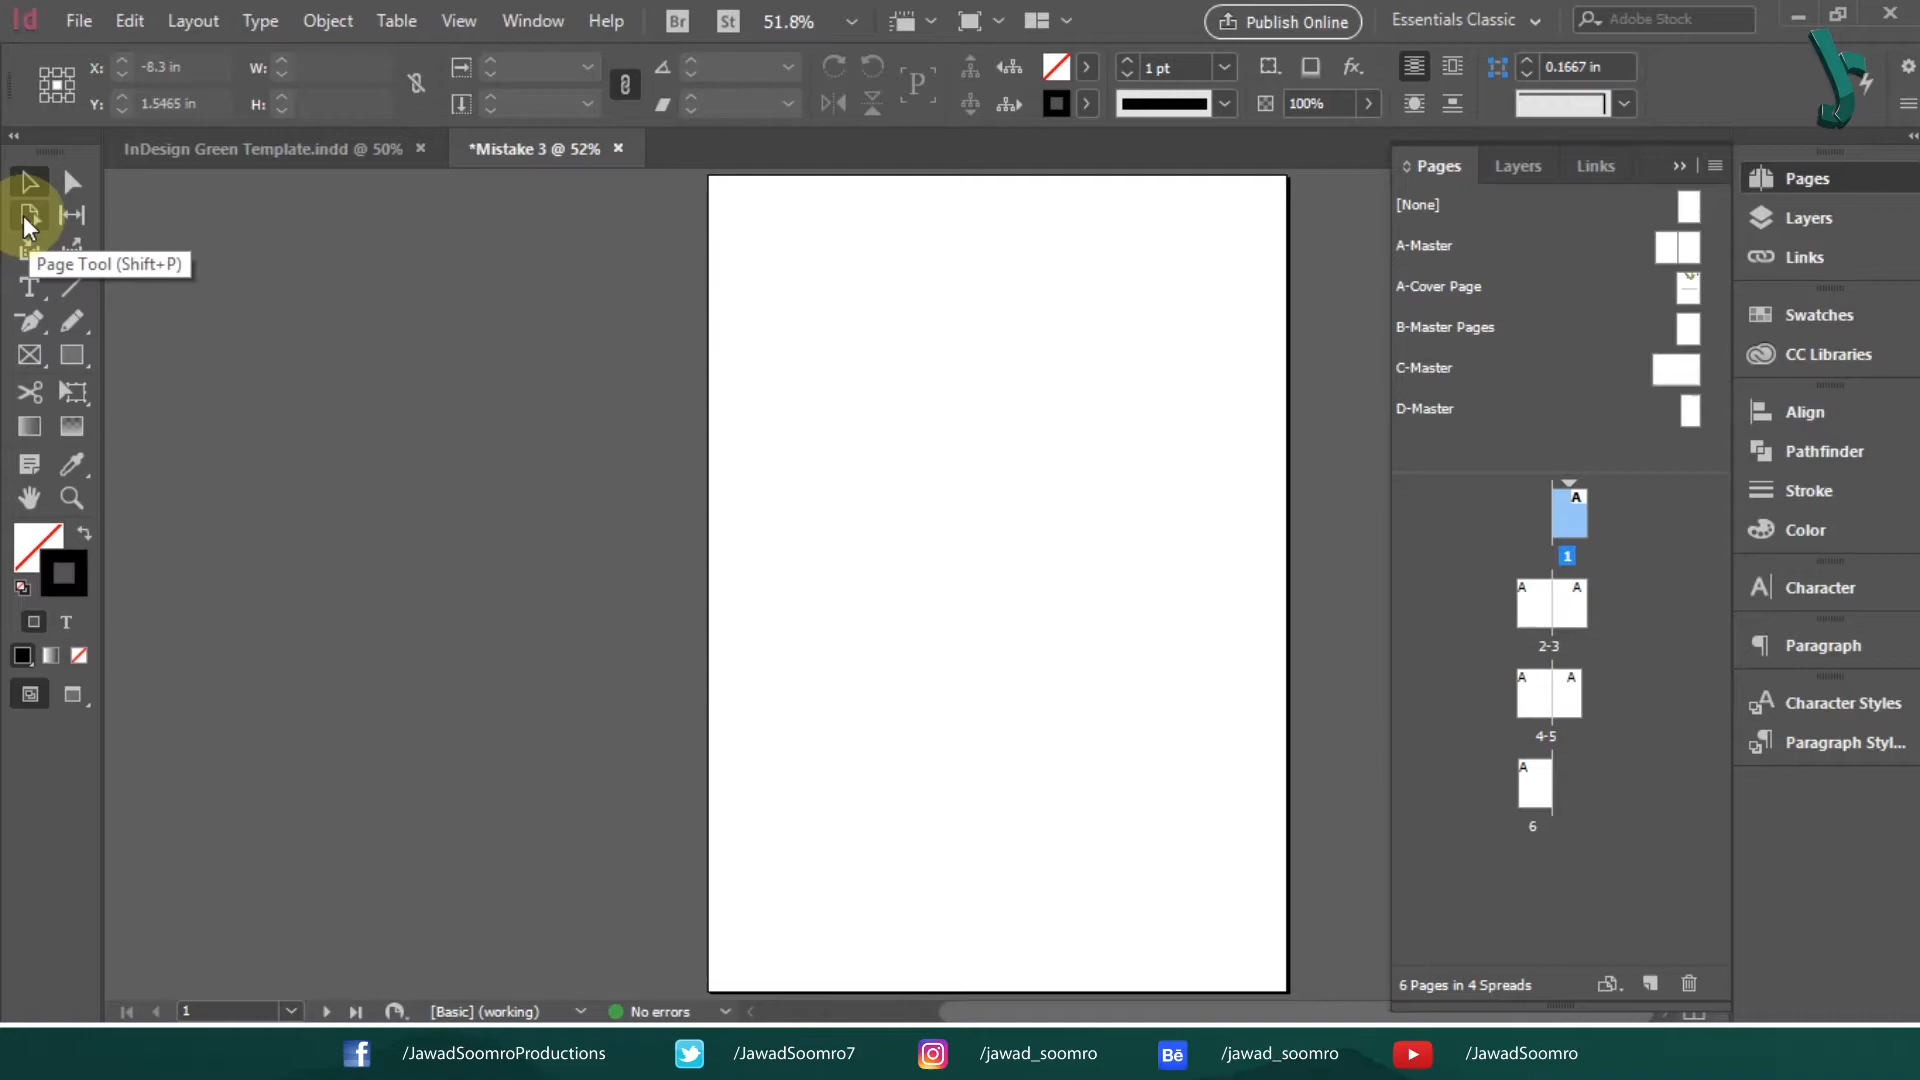 Id File Edit Layout Type Object Table View Window Help Br St 51.8% Publish Online Essentials Classic Adobe Stock
X: -8.3 in W: 1 pt fx. 0.1667 in
Y: 1.5465 in H: P 100%
InDesign Green Template.indd @ 50% *Mistake 3 @ 52%
Page Tool (Shift+P)
T
T
Pages Layers Links
[None]
A-Master
A-Cover Page
B-Master Pages
C-Master
D-Master
A
1
A A
2-3
A A
4-5
A
6
6 Pages in 4 Spreads
Pages
Layers
Links
Swatches
CC Libraries
Align
Pathfinder
Stroke
Color
Character
Paragraph
Character Styles
Paragraph Styl...
1 [Basic] (working) No errors
/JawadSoomroProductions /JawadSoomro7 /jawad_soomro Bē /jawad_soomro /JawadSoomro